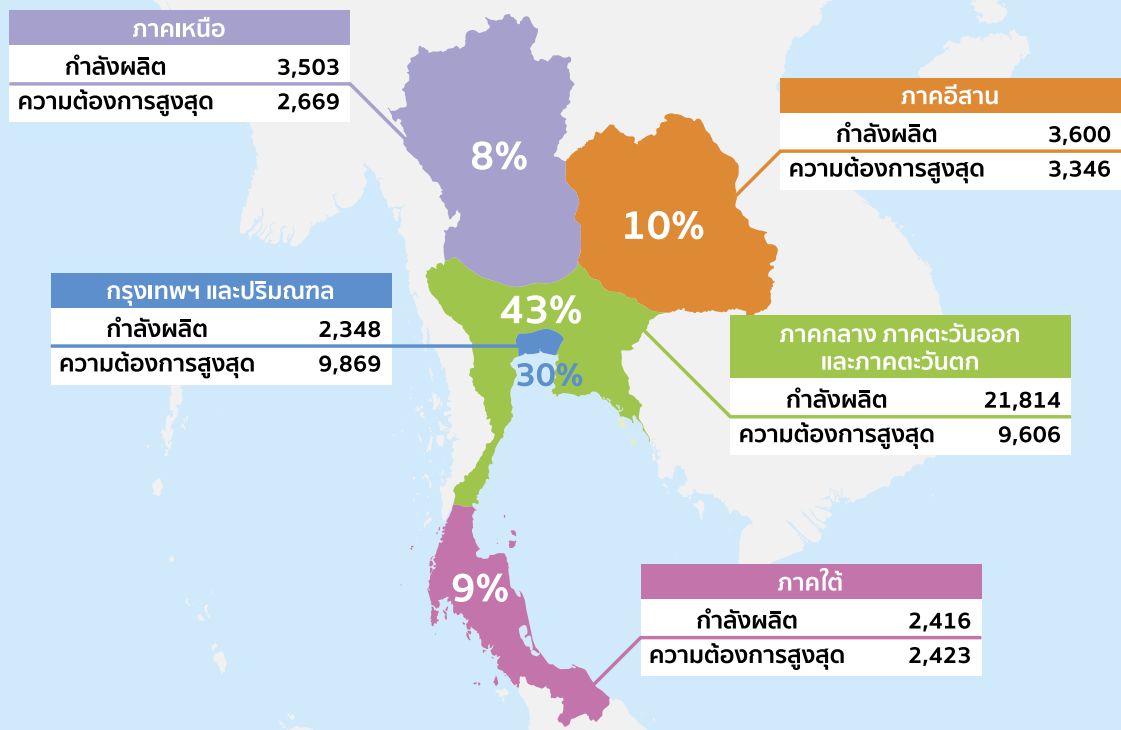 ภาคเหนือ
กำลังผลิต 3,503
ความต้องการสูงสุด 2,669
ภาคอีสาน
กำลังผลิต 3,600
ความต้องการสูงสุด 3,346
8%
10%
กรุงเทพฯ และปริมณฑล
กำลังผลิต 2,348
ความต้องการสูงสุด 9,869
43%
30%
ภาคกลาง ภาคตะวันออก
และภาคตะวันตก
กำลังผลิต 21,814
ความต้องการสูงสุด 9,606
9%
ภาคใต้
กำลังผลิต 2,416
ความต้องการสูงสุด 2,423